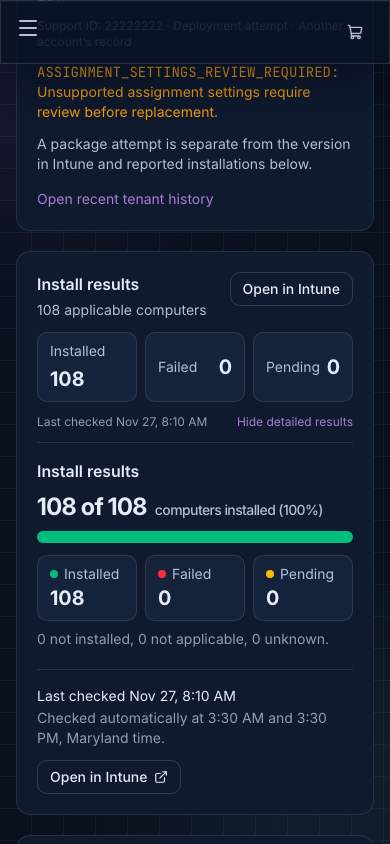 Support ID: 22222222 · Deployment attempt · Another
account's record
ASSIGNMENT_SETTINGS_REVIEW_REQUIRED:
Unsupported assignment settings require
review before replacement.
A package attempt is separate from the version
in Intune and reported installations below.
Open recent tenant history
Install results
Open in Intune
108 applicable computers
Installed
108
Failed 0
Pending 0
Last checked Nov 27, 8:10 AM
Hide detailed results
Install results
108 of 108 computers installed (100%)
Installed
108
Failed
0
Pending
0
0 not installed, 0 not applicable, 0 unknown.
Last checked Nov 27, 8:10 AM
Checked automatically at 3:30 AM and 3:30
PM, Maryland time.
Open in Intune